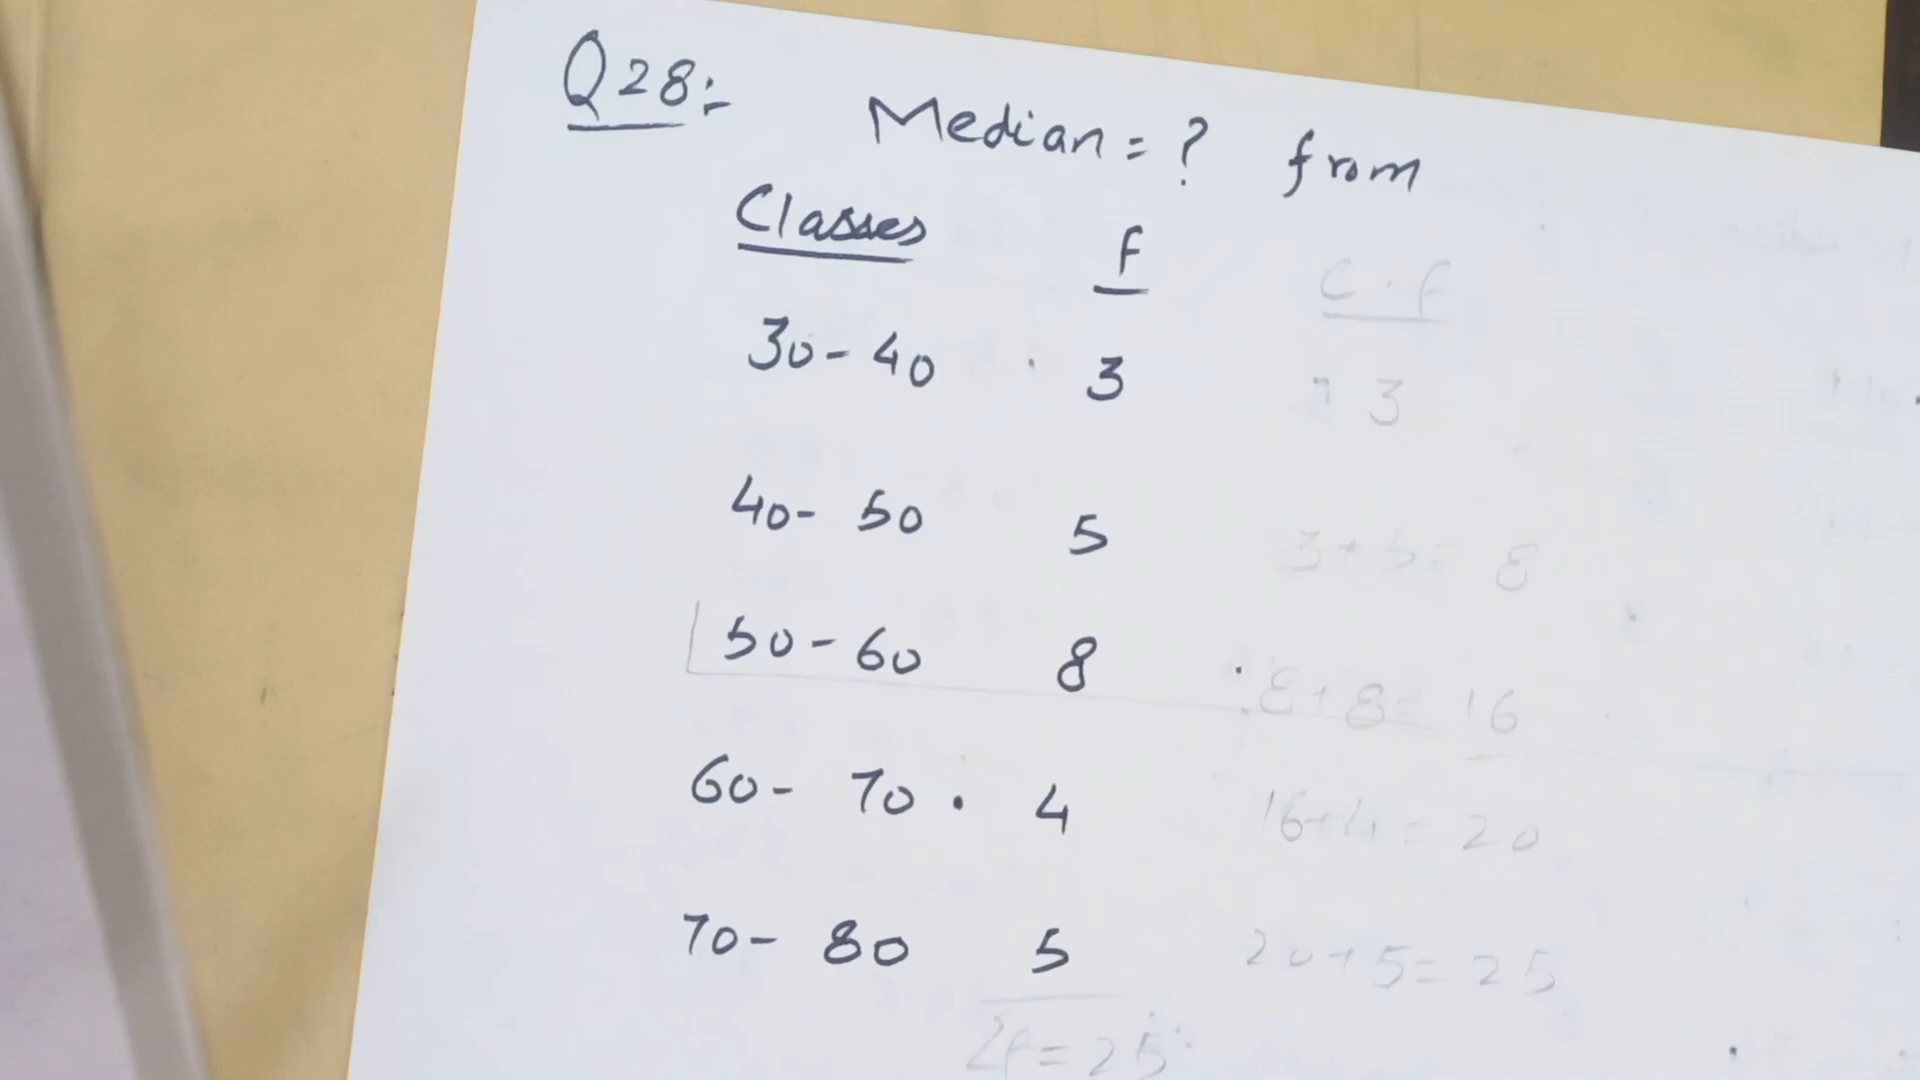 Q28:-
Median = ? from
Classes f C.f
30-40 3 3
40-50 5 3+5= 8
50-60 8 8+8= 16
60-70 4 16+4= 20
70-80 5 20+5=25
Σf=25